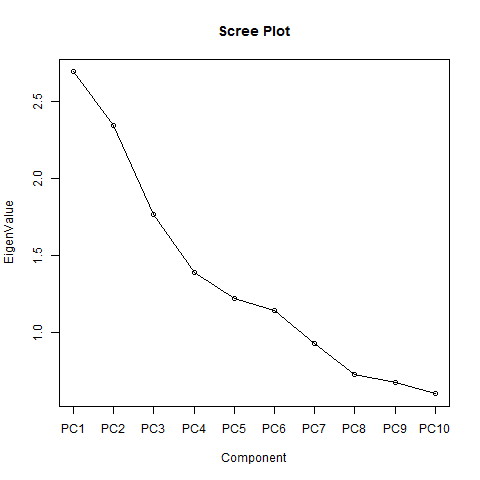 Scree Plot
EigenValue
2.5
2.0
1.5
1.0
PC1 PC2 PC3 PC4 PC5 PC6 PC7 PC8 PC9 PC10
Component